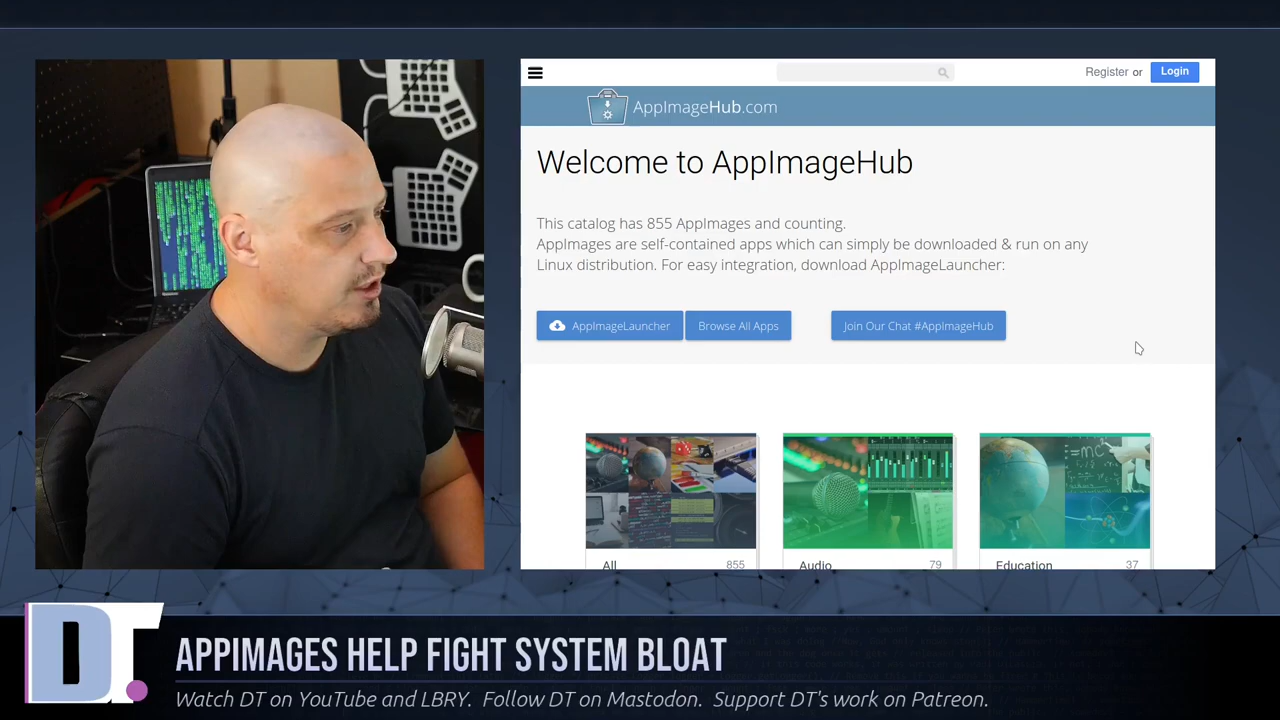 Register or
Login
AppImageHub.com
Welcome to AppImageHub
This catalog has 855 AppImages and counting.
AppImages are self-contained apps which can simply be downloaded & run on any
Linux distribution. For easy integration, download AppImageLauncher:
AppImageLauncher
Browse All Apps
Join Our Chat #AppImageHub
All 855
Audio 79
Education 37
DT.
APPIMAGES HELP FIGHT SYSTEM BLOAT
Watch DT on YouTube and LBRY. Follow DT on Mastodon. Support DT's work on Patreon.